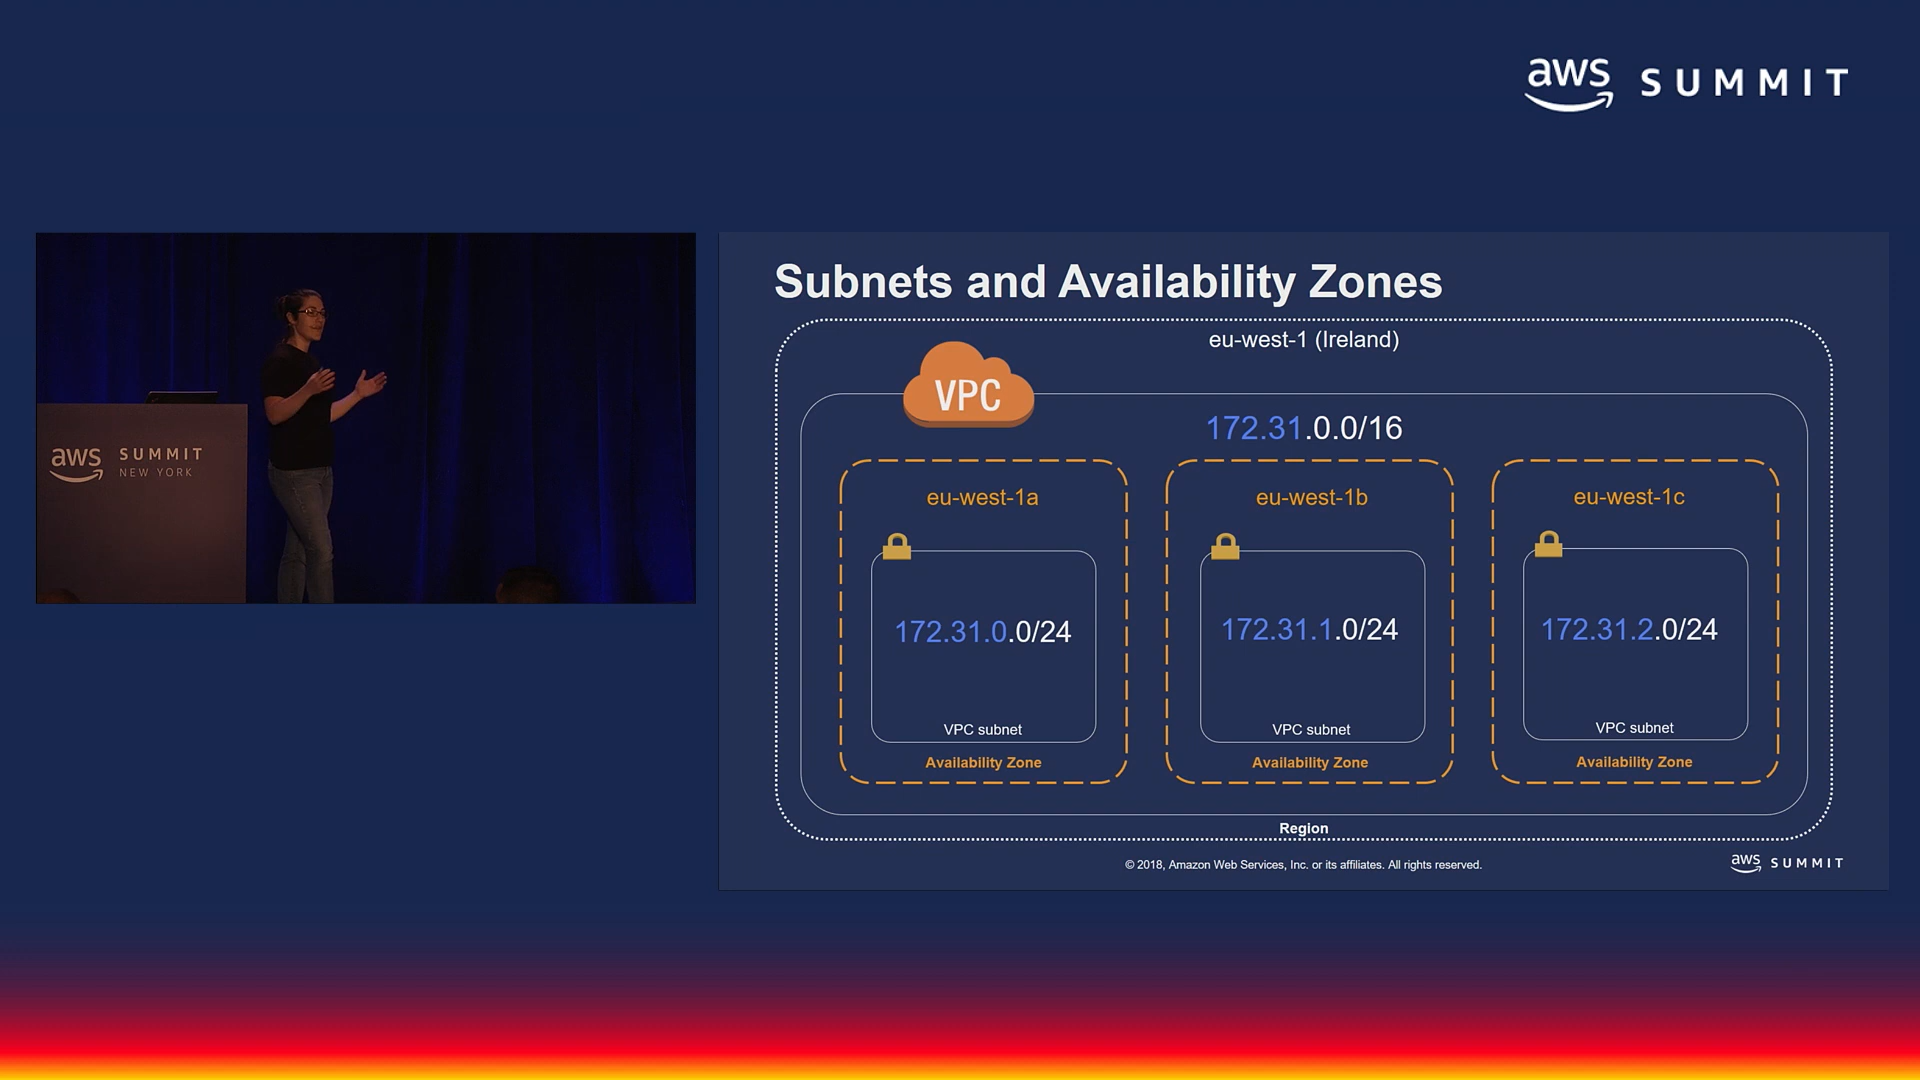 aws SUMMIT
aws SUMMIT
NEW YORK
Subnets and Availability Zones
eu-west-1 (Ireland)
VPC
172.31.0.0/16
eu-west-1a
eu-west-1b
eu-west-1c
172.31.0.0/24
172.31.1.0/24
172.31.2.0/24
VPC subnet
VPC subnet
VPC subnet
Availability Zone
Availability Zone
Availability Zone
Region
© 2018, Amazon Web Services, Inc. or its affiliates. All rights reserved.
aws SUMMIT